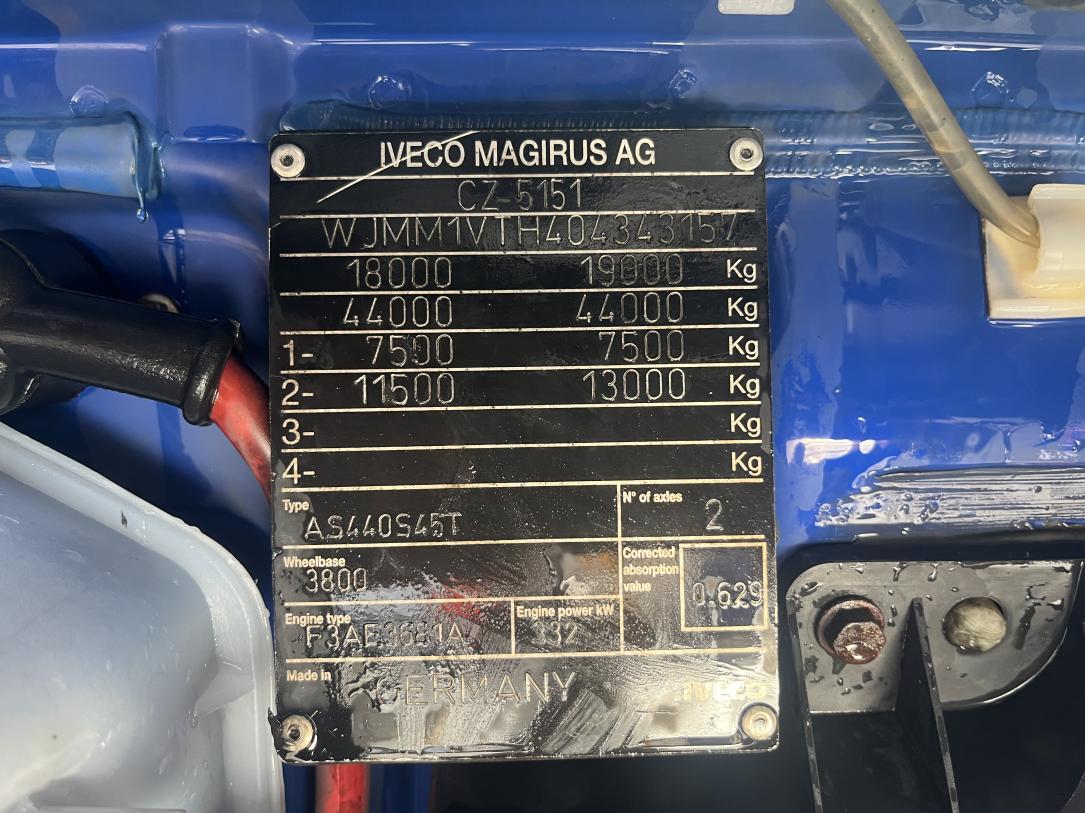 IVECO MAGIRUS AG
CZ-5151
WJMM1VTH404343157
18000 19000 Kg
44000 44000 Kg
1- 7500 7500 Kg
2- 11500 13000 Kg
3- Kg
4- Kg
Type AS440S45T N° of axles 2
Wheelbase 3800 Corrected absorption value 0.629
Engine type F3AE3681A Engine power kW 332
Made in GERMANY IVECO